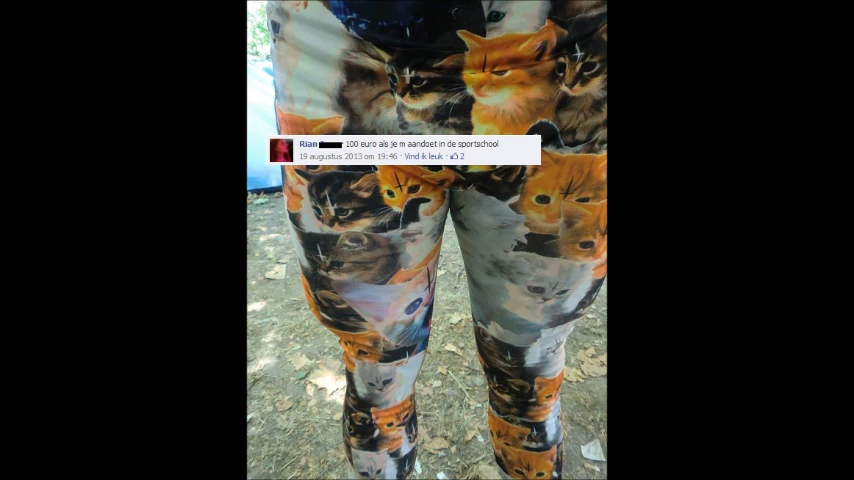 Rian 100 euro als je m aandoet in de sportschool
19 augustus 2013 om 19:46 · Vind ik leuk · 2